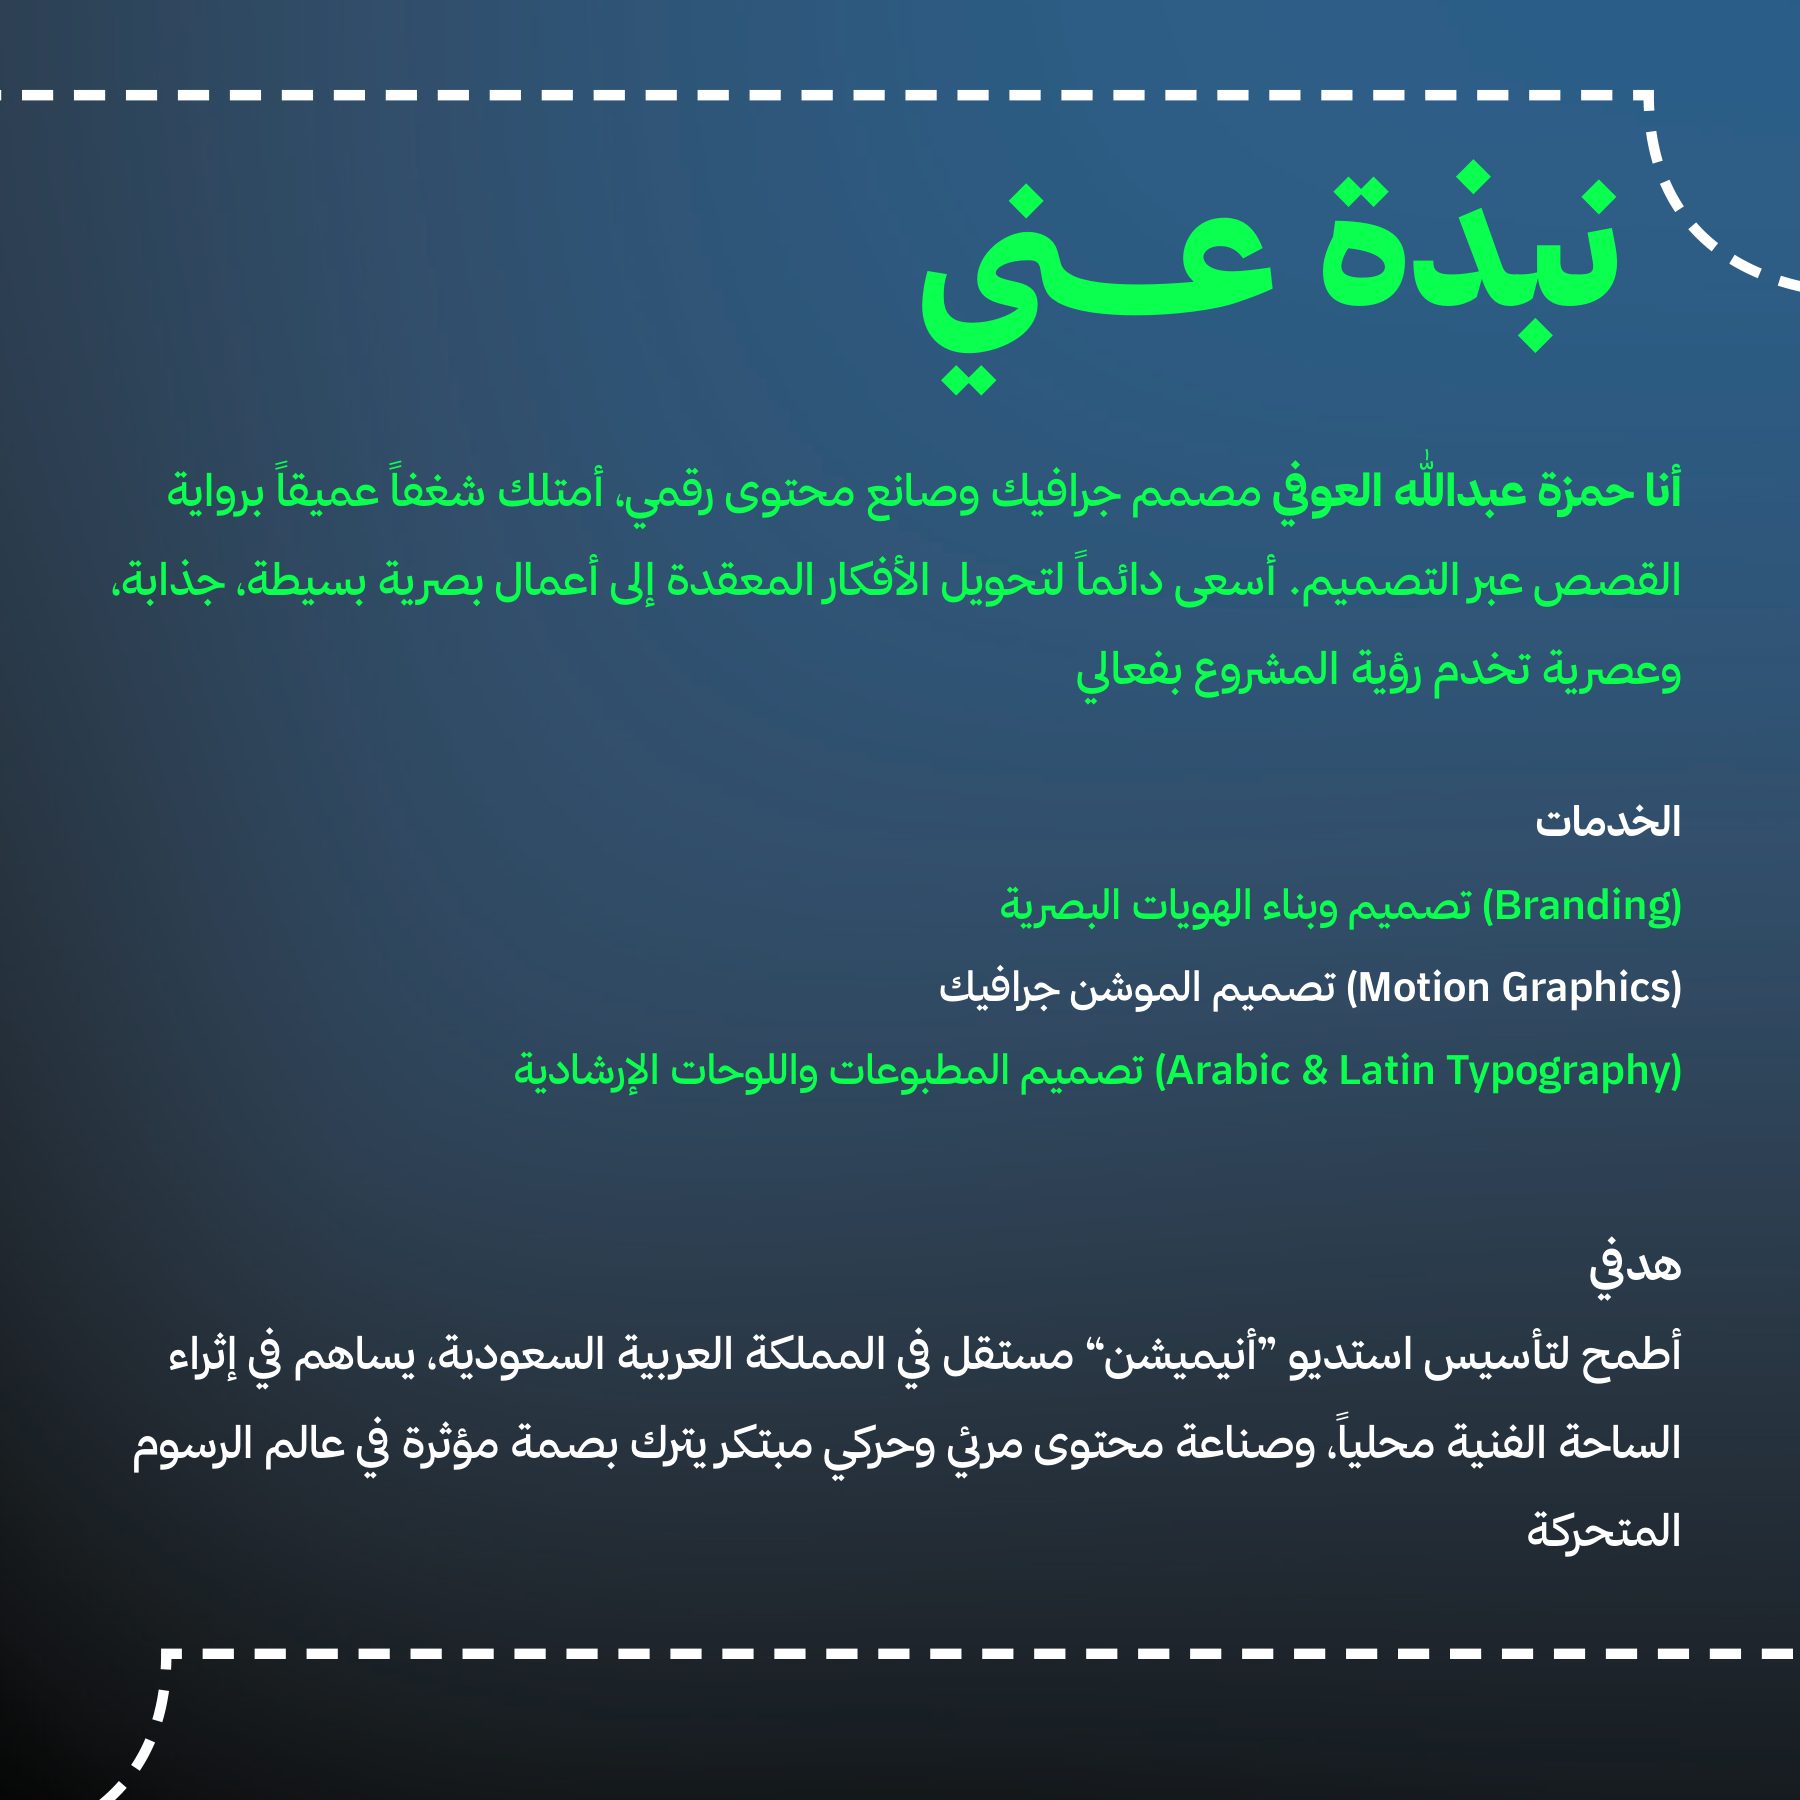 نبذة عـــني
أنا حمزة عبدالله العوفي مصمم جرافيك وصانع محتوى رقمي، أمتلك شغفاً عميقاً برواية
القصص عبر التصميم. أسعى دائماً لتحويل الأفكار المعقدة إلى أعمال بصرية بسيطة، جذابة،
وعصرية تخدم رؤية المشروع بفعالي
الخدمات
(Branding) تصميم وبناء الهويات البصرية
(Motion Graphics) تصميم الموشن جرافيك
(Arabic & Latin Typography) تصميم المطبوعات واللوحات الإرشادية
هدفي
أطمح لتأسيس استديو ”أنيميشن“ مستقل في المملكة العربية السعودية، يساهم في إثراء
الساحة الفنية محلياً، وصناعة محتوى مرئي وحركي مبتكر يترك بصمة مؤثرة في عالم الرسوم
المتحركة